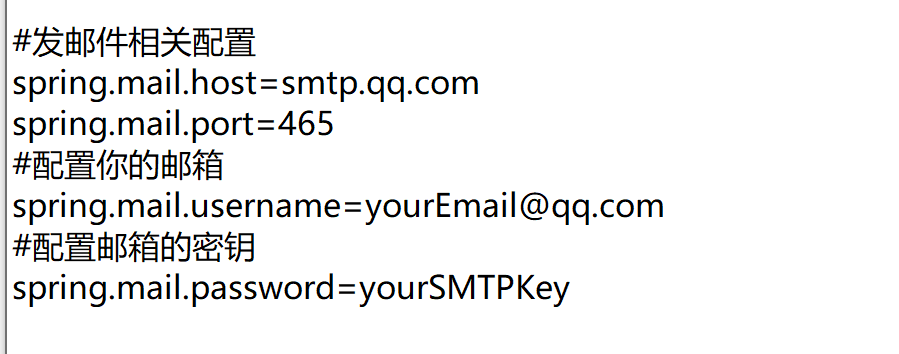 #发邮件相关配置
spring.mail.host=smtp.qq.com
spring.mail.port=465
#配置你的邮箱
spring.mail.username=yourEmail@qq.com
#配置邮箱的密钥
spring.mail.password=yourSMTPKey